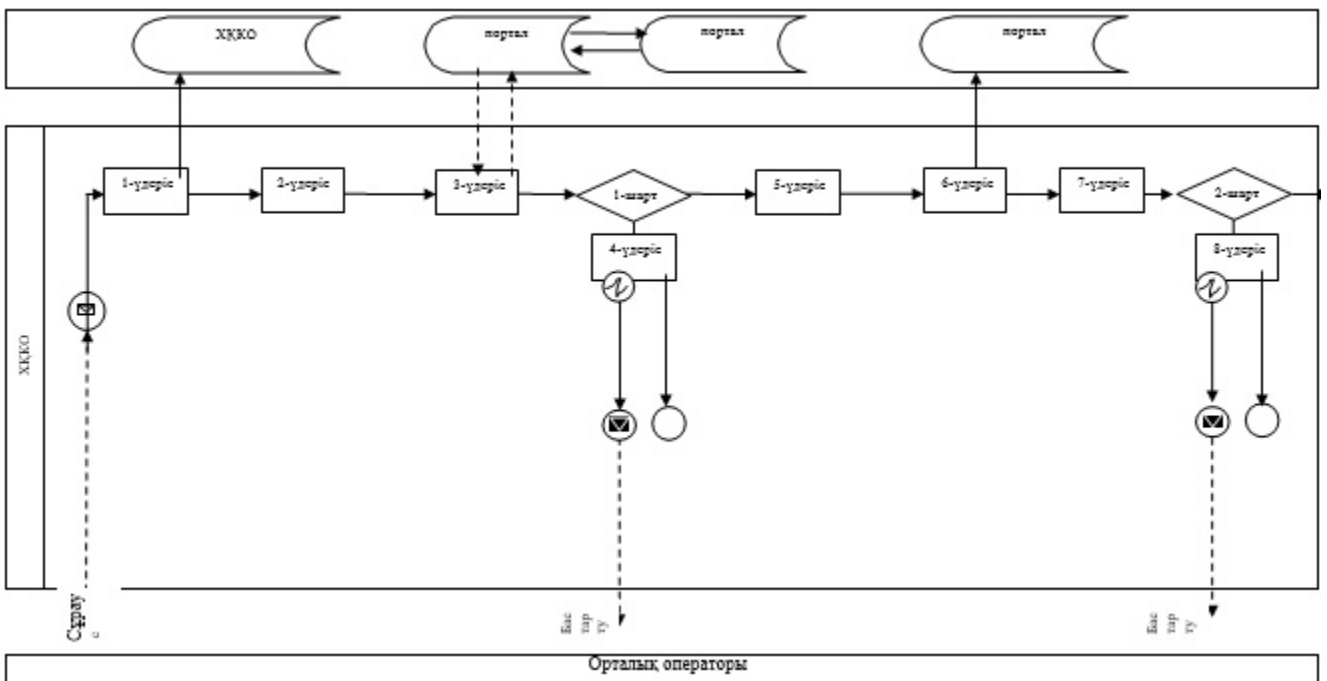 ХҚКО
портал
портал
портал
1-үдеріс
2-үдеріс
3-үдеріс
1-шарт
5-үдеріс
6-үдеріс
7-үдеріс
2-шарт
4-үдеріс
8-үдеріс
ХҚКО
Сұрау
с
Бас
тар
ту
Бас
тар
ту
Орталық операторы